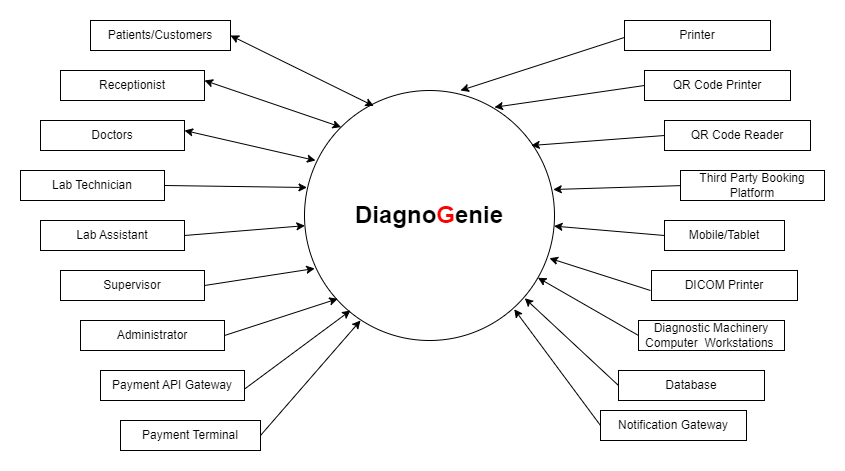 Patients/Customers
Receptionist
Doctors
Lab Technician
Lab Assistant
Supervisor
Administrator
Payment API Gateway
Payment Terminal
DiagnoGenie
Printer
QR Code Printer
QR Code Reader
Third Party Booking
Platform
Mobile/Tablet
DICOM Printer
Diagnostic Machinery
Computer Workstations
Database
Notification Gateway